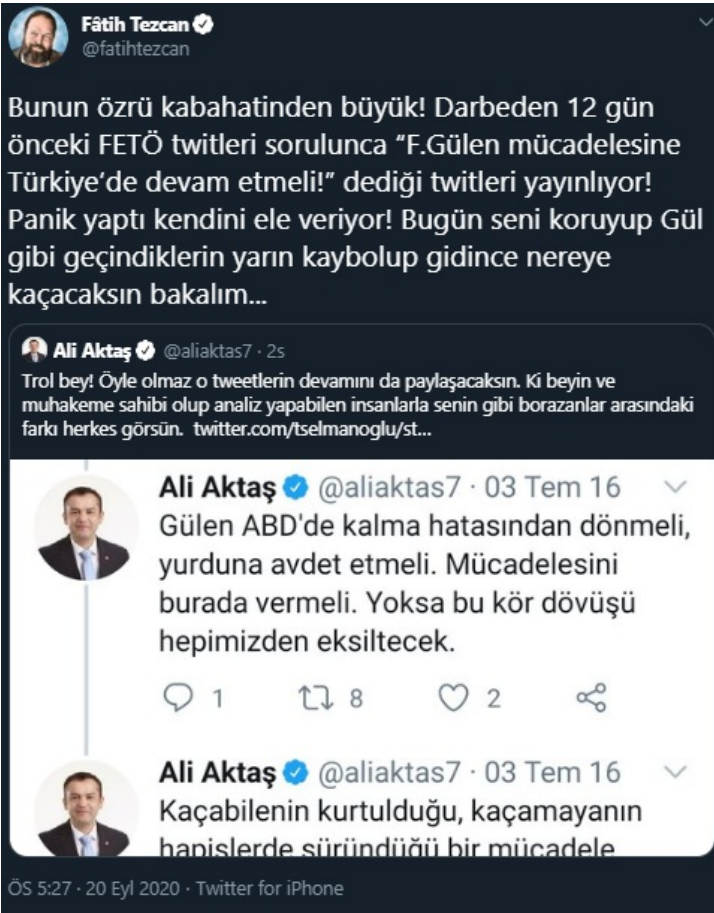 Fâtih Tezcan
@fatihtezcan
Bunun özrü kabahatinden büyük! Darbeden 12 gün
önceki FETÖ twitleri sorulunca “F.Gülen mücadelesine
Türkiye’de devam etmeli!” dediği twitleri yayınlıyor!
Panik yaptı kendini ele veriyor! Bugün seni koruyup Gül
gibi geçindiklerin yarın kaybolup gidince nereye
kaçacaksın bakalım...
Ali Aktaş @aliaktas7 · 2s
Trol bey! Öyle olmaz o tweetlerin devamını da paylaşacaksın. Ki beyin ve
muhakeme sahibi olup analiz yapabilen insanlarla senin gibi borazanlar arasındaki
farkı herkes görsün. twitter.com/tselmanoglu/st...
Ali Aktaş @aliaktas7 · 03 Tem 16
Gülen ABD'de kalma hatasından dönmeli,
yurduna avdet etmeli. Mücadelesini
burada vermeli. Yoksa bu kör dövüşü
hepimizden eksiltecek.
1 8 2
Ali Aktaş @aliaktas7 · 03 Tem 16
Kaçabilenin kurtulduğu, kaçamayanın
hapislerde süründüğü bir mücadele
ÖS 5:27 · 20 Eyl 2020 · Twitter for iPhone